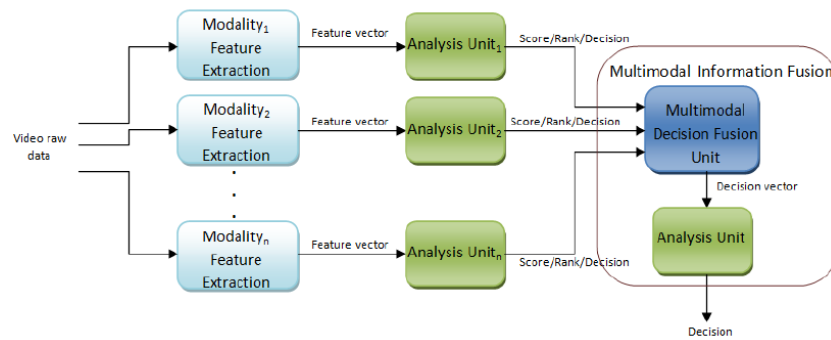 Modality1
Feature
Extraction
Feature vector
Analysis Unit1
Score/Rank/Decision
Multimodal Information Fusion
Video raw
data
Modality2
Feature
Extraction
Feature vector
Analysis Unit2
Score/Rank/Decision
Multimodal
Decision Fusion
Unit
Decision vector
Modalityn
Feature
Extraction
Feature vector
Analysis Unitn
Score/Rank/Decision
Analysis Unit
Decision